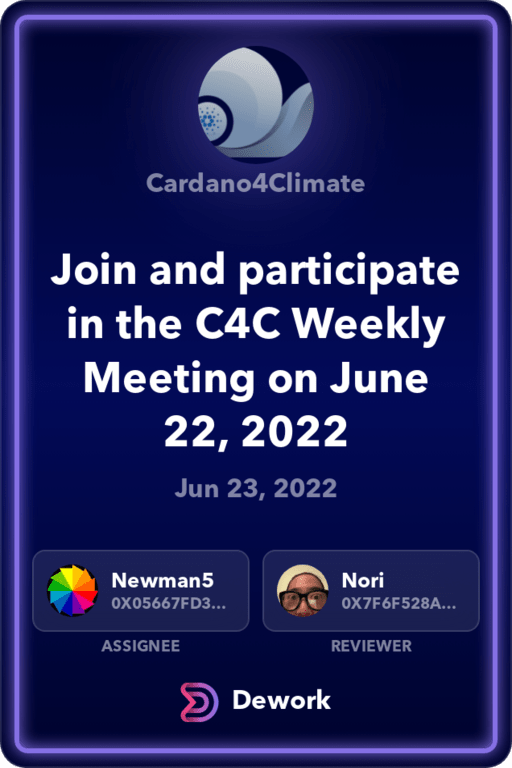 Cardano4Climate
Join and participate
in the C4C Weekly
Meeting on June
22, 2022
Jun 23, 2022
Newman5
0X05667FD3...
Nori
0X7F6F528A...
ASSIGNEE
REVIEWER
Dework